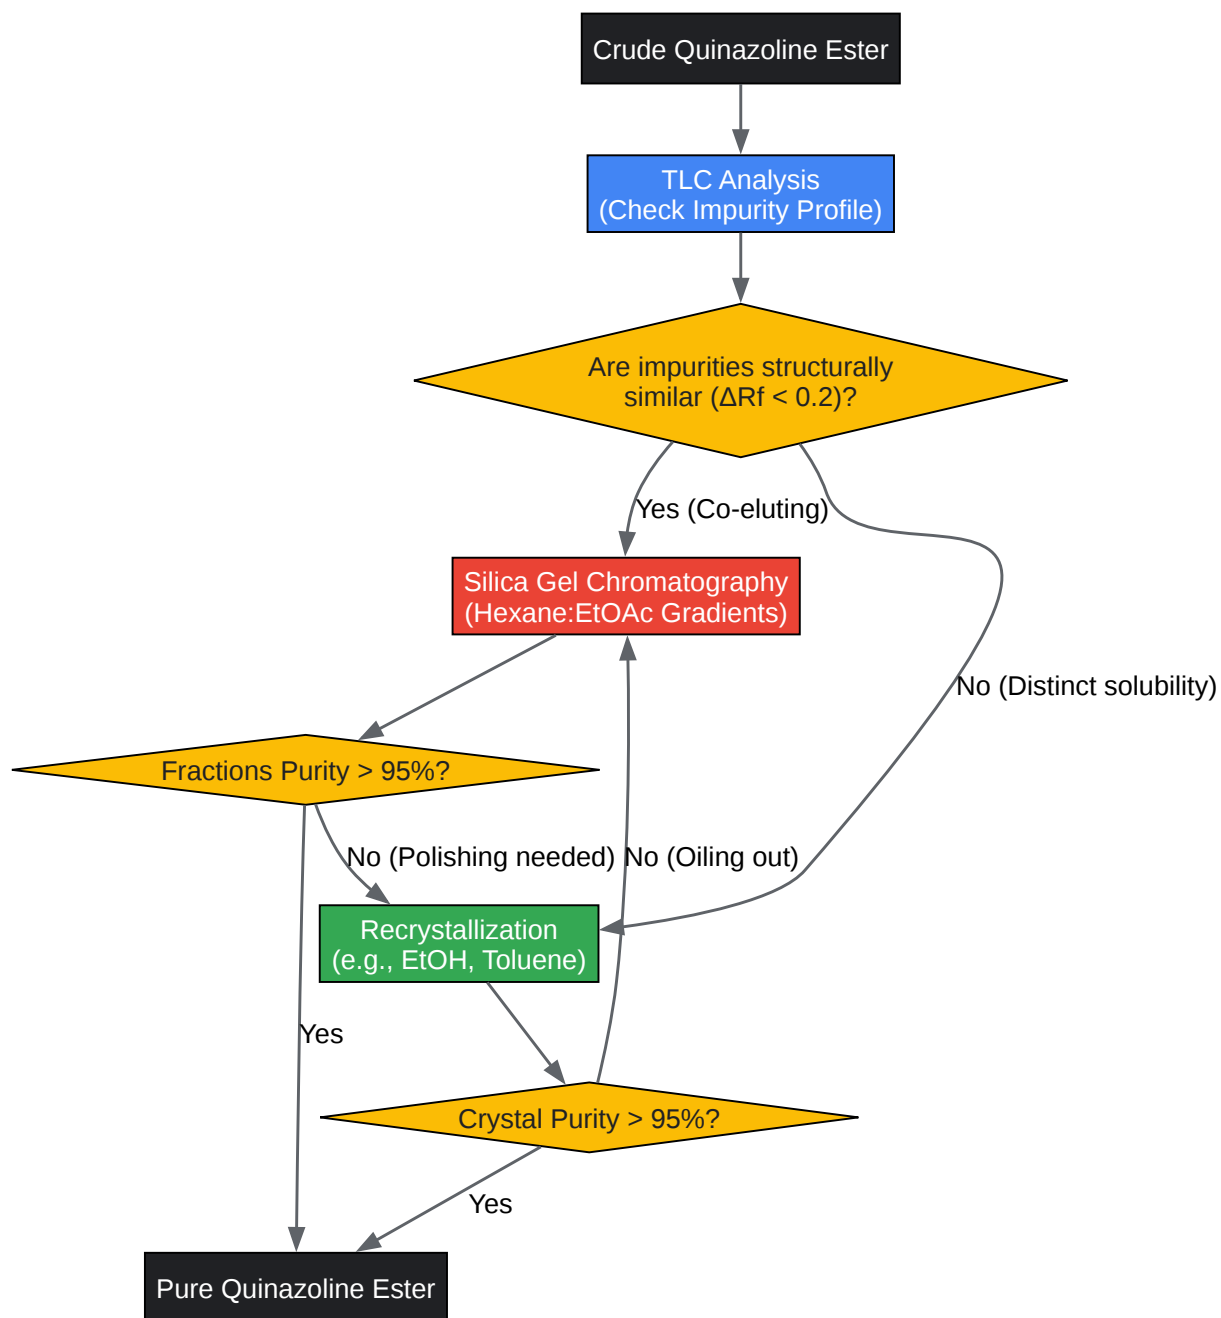 Crude Quinazoline Ester
TLC Analysis
(Check Impurity Profile)
Are impurities structurally
similar (ΔRf < 0.2)?
Yes (Co-eluting)
Silica Gel Chromatography
(Hexane:EtOAc Gradients)
No (Distinct solubility)
Fractions Purity > 95%?
No (Polishing needed)
No (Oiling out)
Recrystallization
(e.g., EtOH, Toluene)
Yes
Crystal Purity > 95%?
Yes
Pure Quinazoline Ester